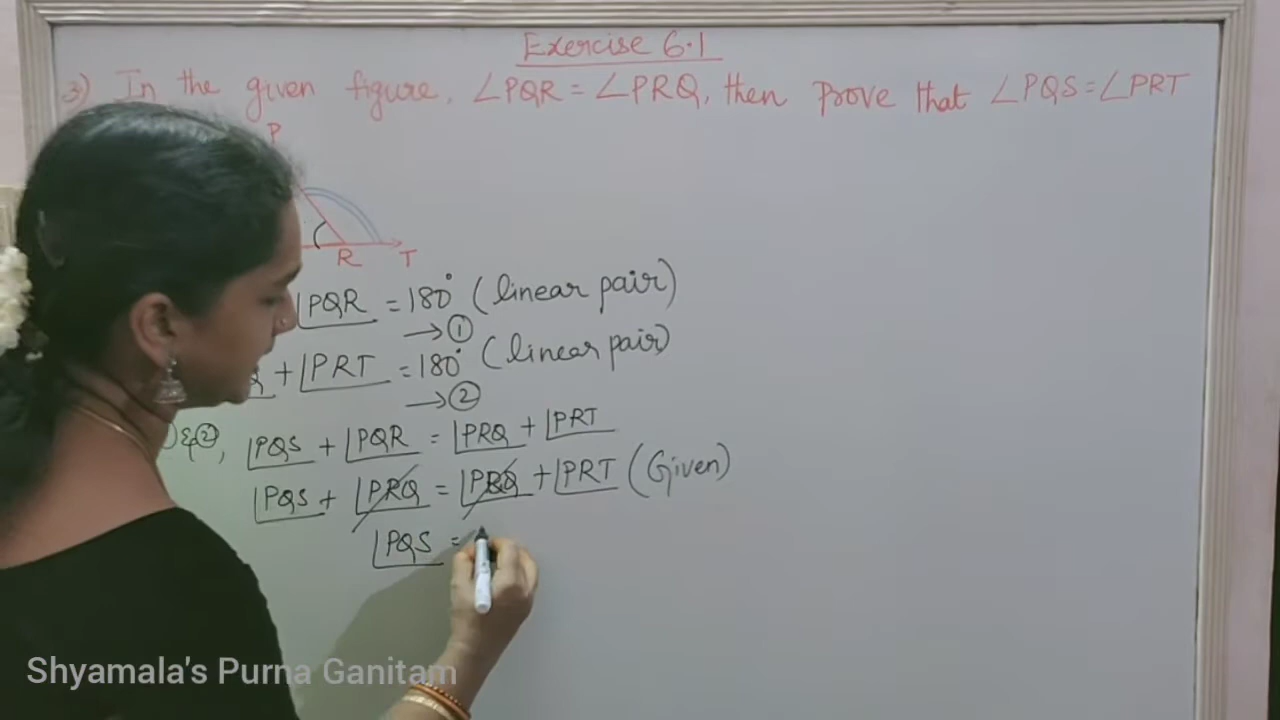 Exercise 6.1
3) In the given figure, ∠PQR = ∠PRQ, then prove that ∠PQS = ∠PRT
P
R T
∠PQR = 180° (linear pair)
→ ①
+ ∠PRT = 180° (linear pair)
→ ②
& ②, ∠PQS + ∠PQR = ∠PRQ + ∠PRT
∠PQS + ∠PRQ = ∠PRQ + ∠PRT (Given)
∠PQS =
Shyamala's Purna Ganitam